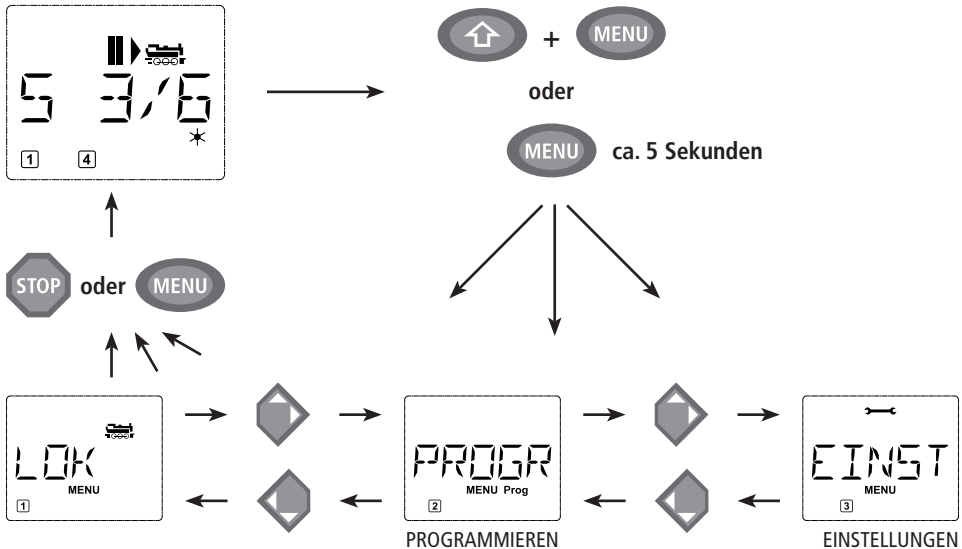 + MENU
S 3/6
oder
1 4
MENU ca. 5 Sekunden
STOP oder MENU
LOK
MENU
1
PROGR
MENU Prog
2
EINST
MENU
3
PROGRAMMIEREN
EINSTELLUNGEN